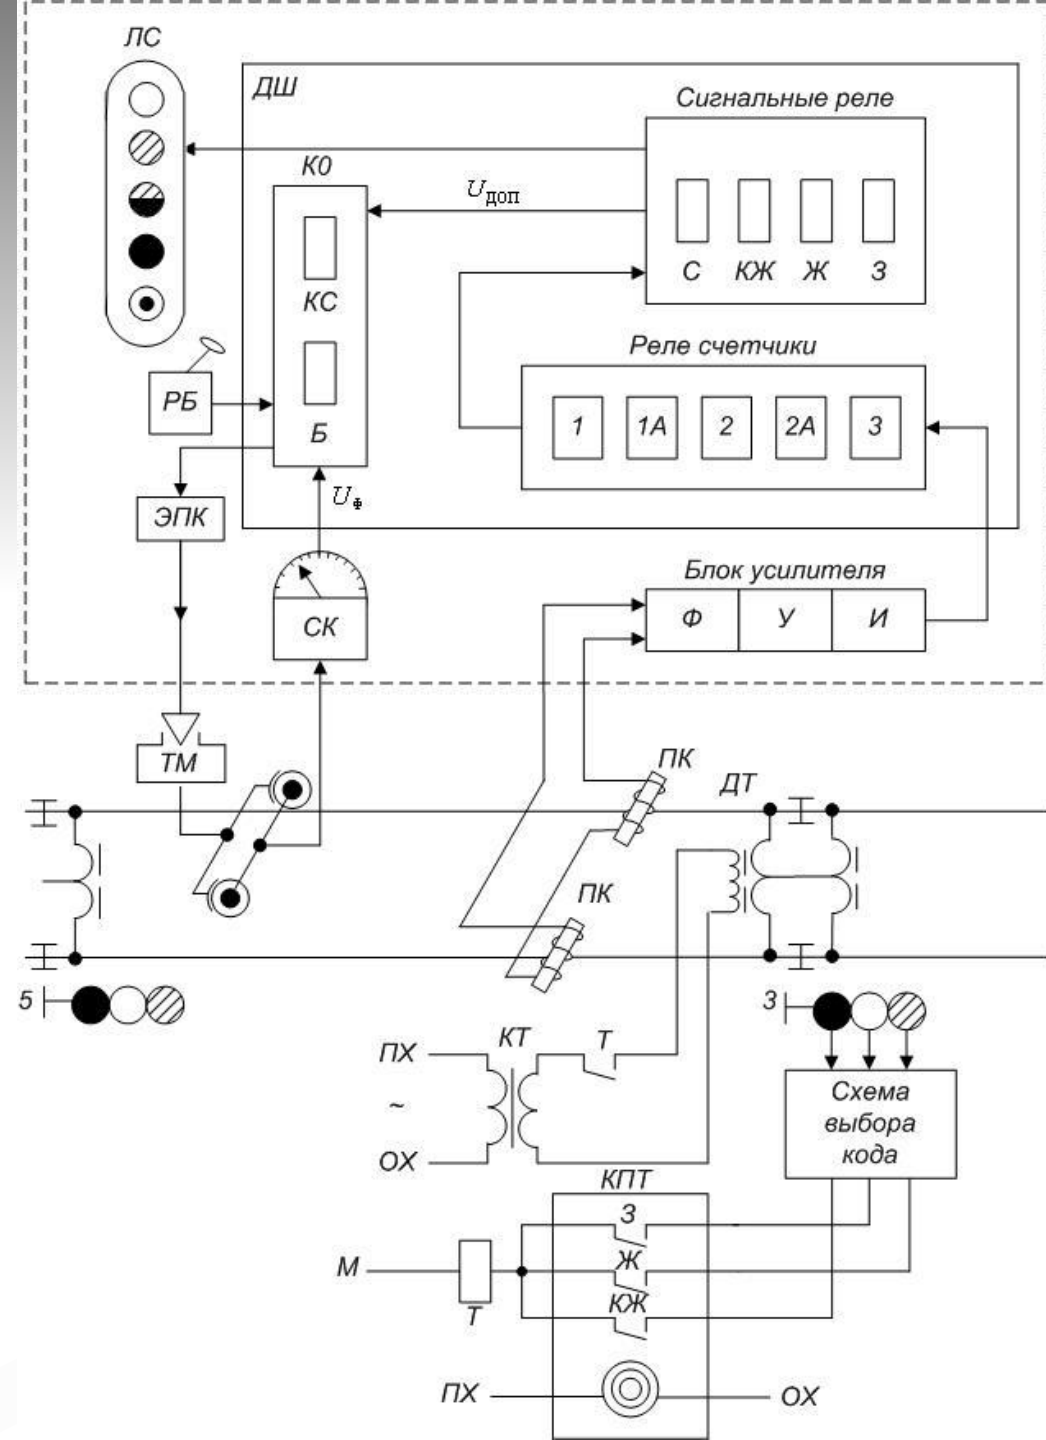 ЛС
ДШ
Сигнальные реле
К0
Uдоп
С КЖ Ж З
КС
Реле счетчики
РБ
1 1А 2 2А 3
Б
UФ
ЭПК
Блок усилителя
Ф У И
СК
ТМ
ПК
ДТ
ПК
5
3
ПХ КТ Т
~
ОХ
Схема
выбора
кода
КПТ
З
Ж
М
КЖ
Т
ПХ ОХ